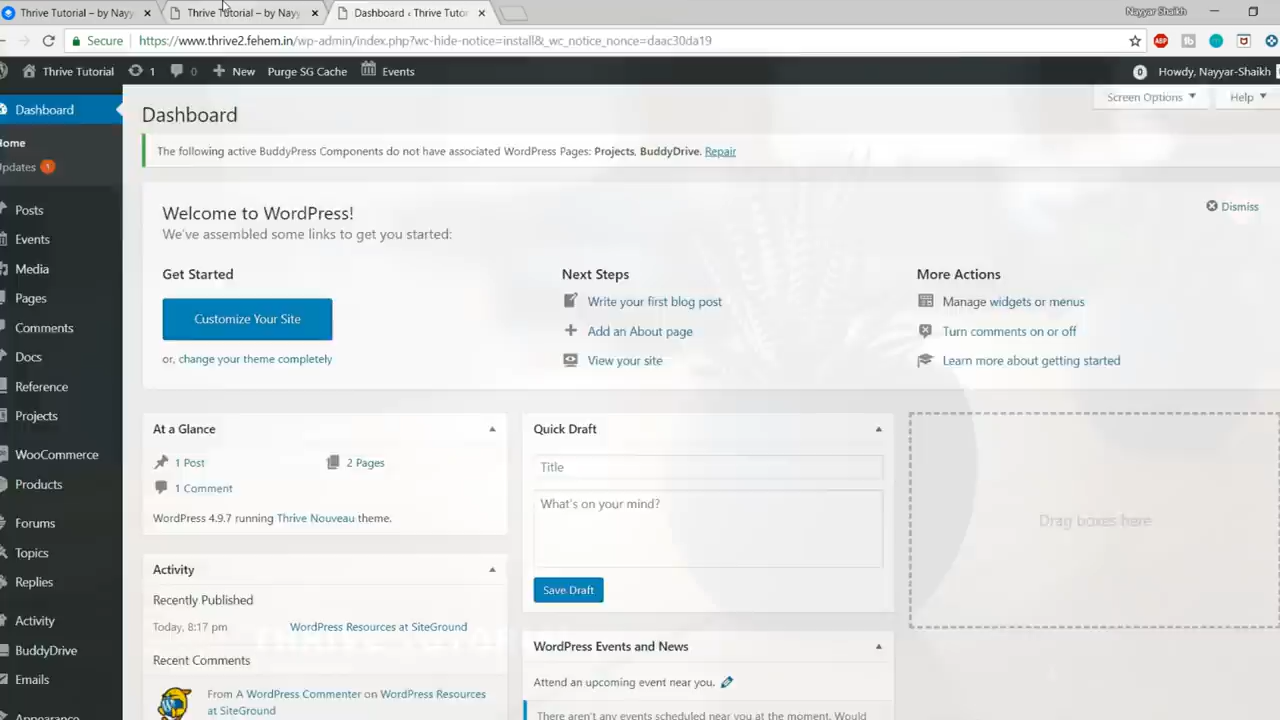 Thrive Tutorial – by Nayy
Thrive Tutorial – by Nayy
Dashboard ‹ Thrive Tutor
Nayyar Shaikh
Secure
https://www.thrive2.fehem.in/wp-admin/index.php?wc-hide-notice=install&_wc_notice_nonce=daac30da19
ABP
Thrive Tutorial
1
0
New
Purge SG Cache
Events
0
Howdy, Nayyar-Shaikh
Dashboard
Home
Updates 1
Posts
Events
Media
Pages
Comments
Docs
Reference
Projects
WooCommerce
Products
Forums
Topics
Replies
Activity
BuddyDrive
Emails
Appearance
Screen Options
Help
Dashboard
The following active BuddyPress Components do not have associated WordPress Pages: Projects, BuddyDrive. Repair
Welcome to WordPress!
We've assembled some links to get you started:
Dismiss
Get Started
Customize Your Site
or, change your theme completely
Next Steps
Write your first blog post
Add an About page
View your site
More Actions
Manage widgets or menus
Turn comments on or off
Learn more about getting started
At a Glance
1 Post
2 Pages
1 Comment
WordPress 4.9.7 running Thrive Nouveau theme.
Activity
Recently Published
Today, 8:17 pm
WordPress Resources at SiteGround
Recent Comments
From A WordPress Commenter on WordPress Resources
at SiteGround
Quick Draft
Title
What's on your mind?
Save Draft
WordPress Events and News
Attend an upcoming event near you.
There aren't any events scheduled near you at the moment. Would
Drag boxes here